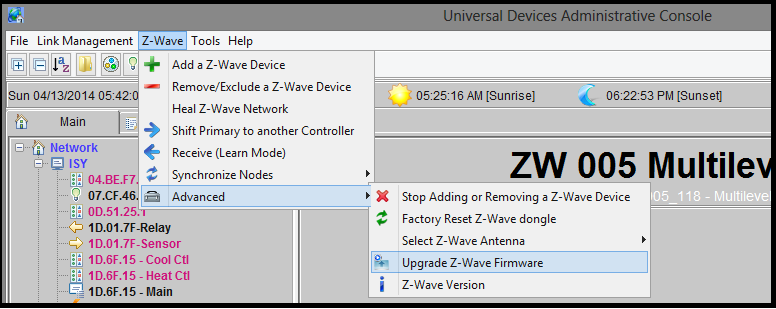 Universal Devices Administrative Console
File Link Management Z-Wave Tools Help
Sun 04/13/2014 05:42:0
05:25:16 AM [Sunrise]
06:22:53 PM [Sunset]
Add a Z-Wave Device
Remove/Exclude a Z-Wave Device
Heal Z-Wave Network
Shift Primary to another Controller
Receive (Learn Mode)
Synchronize Nodes
Advanced
Stop Adding or Removing a Z-Wave Device
Factory Reset Z-Wave dongle
Select Z-Wave Antenna
Upgrade Z-Wave Firmware
Z-Wave Version
Main
Network
ISY
04.BE.F7.
07.CF.46.
0D.51.25.1
1D.01.7F-Relay
1D.01.7F-Sensor
1D.6F.15 - Cool Ctl
1D.6F.15 - Heat Ctl
1D.6F.15 - Main
ZW 005 Multileve
005_118 - Multileve